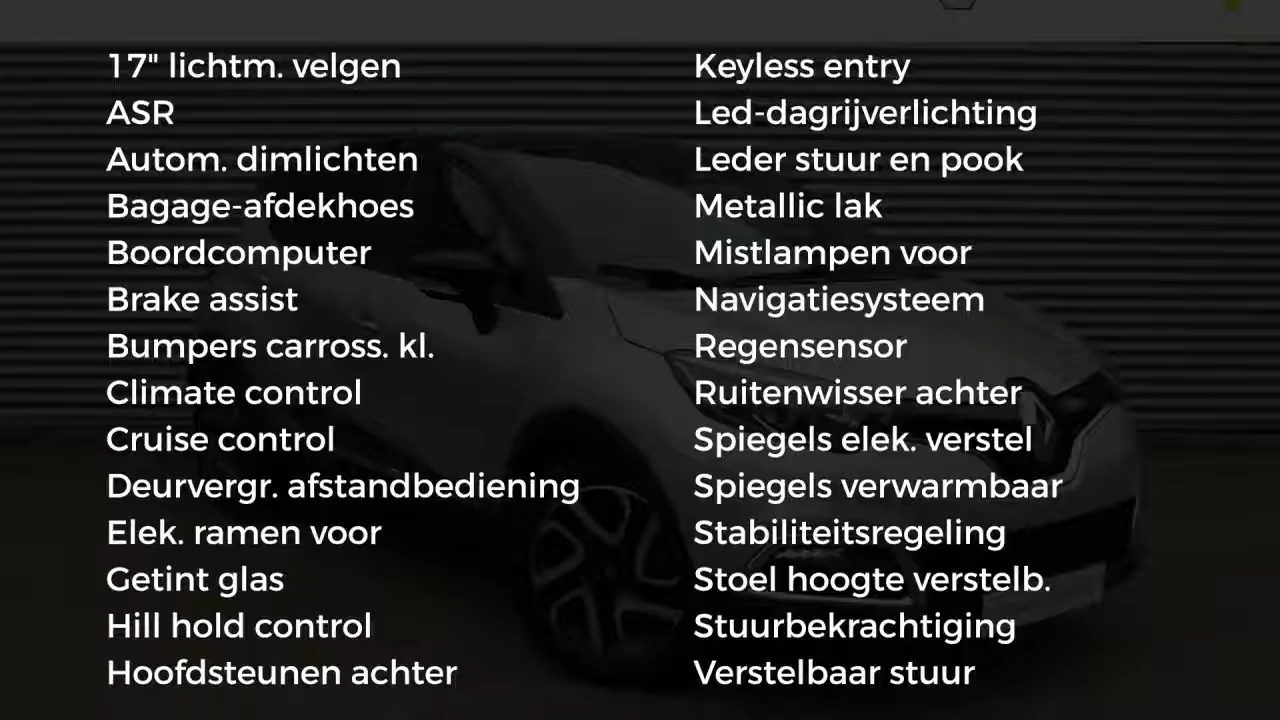 17" lichtm. velgen
ASR
Autom. dimlichten
Bagage-afdekhoes
Boordcomputer
Brake assist
Bumpers carross. kl.
Climate control
Cruise control
Deurvergr. afstandbediening
Elek. ramen voor
Getint glas
Hill hold control
Hoofdsteunen achter
Keyless entry
Led-dagrijverlichting
Leder stuur en pook
Metallic lak
Mistlampen voor
Navigatiesysteem
Regensensor
Ruitenwisser achter
Spiegels elek. verstel
Spiegels verwarmbaar
Stabiliteitsregeling
Stoel hoogte verstelb.
Stuurbekrachtiging
Verstelbaar stuur